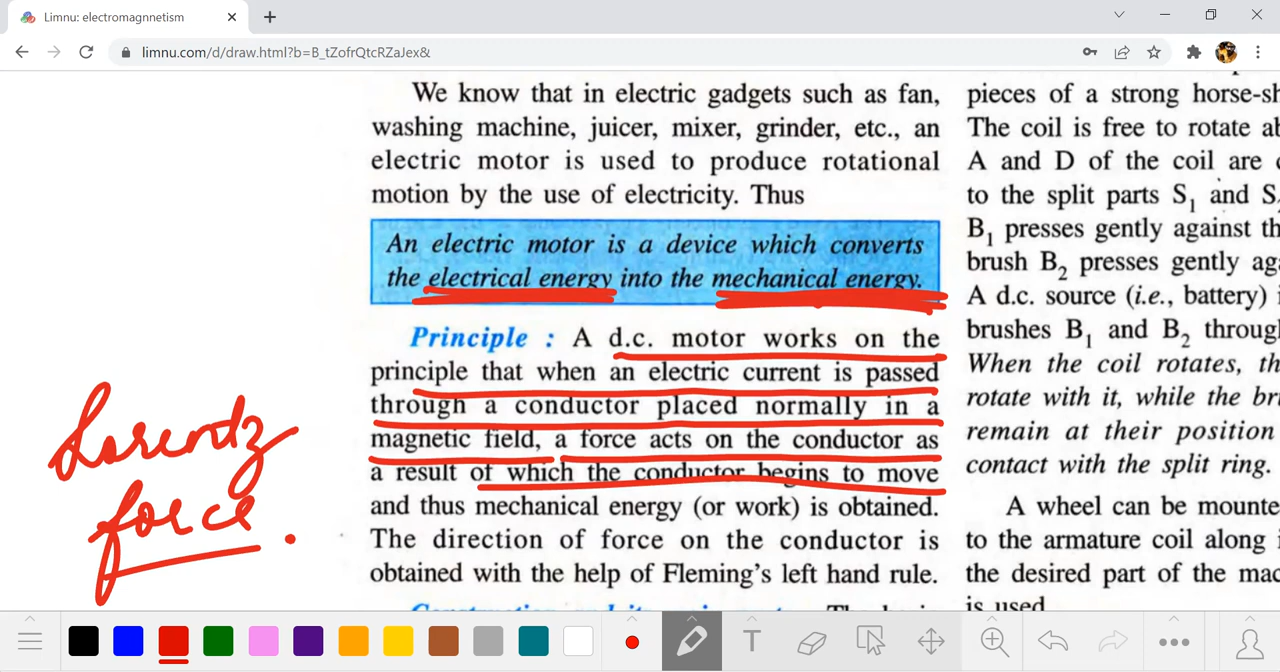 Limnu: electromagnnetism
limnu.com/d/draw.html?b=B_tZofrQtcRZaJex&
We know that in electric gadgets such as fan,
washing machine, juicer, mixer, grinder, etc., an
electric motor is used to produce rotational
motion by the use of electricity. Thus
An electric motor is a device which converts
the electrical energy into the mechanical energy.
Principle : A d.c. motor works on the
principle that when an electric current is passed
through a conductor placed normally in a
magnetic field, a force acts on the conductor as
a result of which the conductor begins to move
and thus mechanical energy (or work) is obtained.
The direction of force on the conductor is
obtained with the help of Fleming's left hand rule.
Lorentz
force.
pieces of a strong horse-sh
The coil is free to rotate a
A and D of the coil are
to the split parts S1 and S
B1 presses gently against th
brush B2 presses gently aga
A d.c. source (i.e., battery) i
brushes B1 and B2 through
When the coil rotates, th
rotate with it, while the br
remain at their position
contact with the split ring.
A wheel can be mounte
to the armature coil along i
the desired part of the mac
is used
T